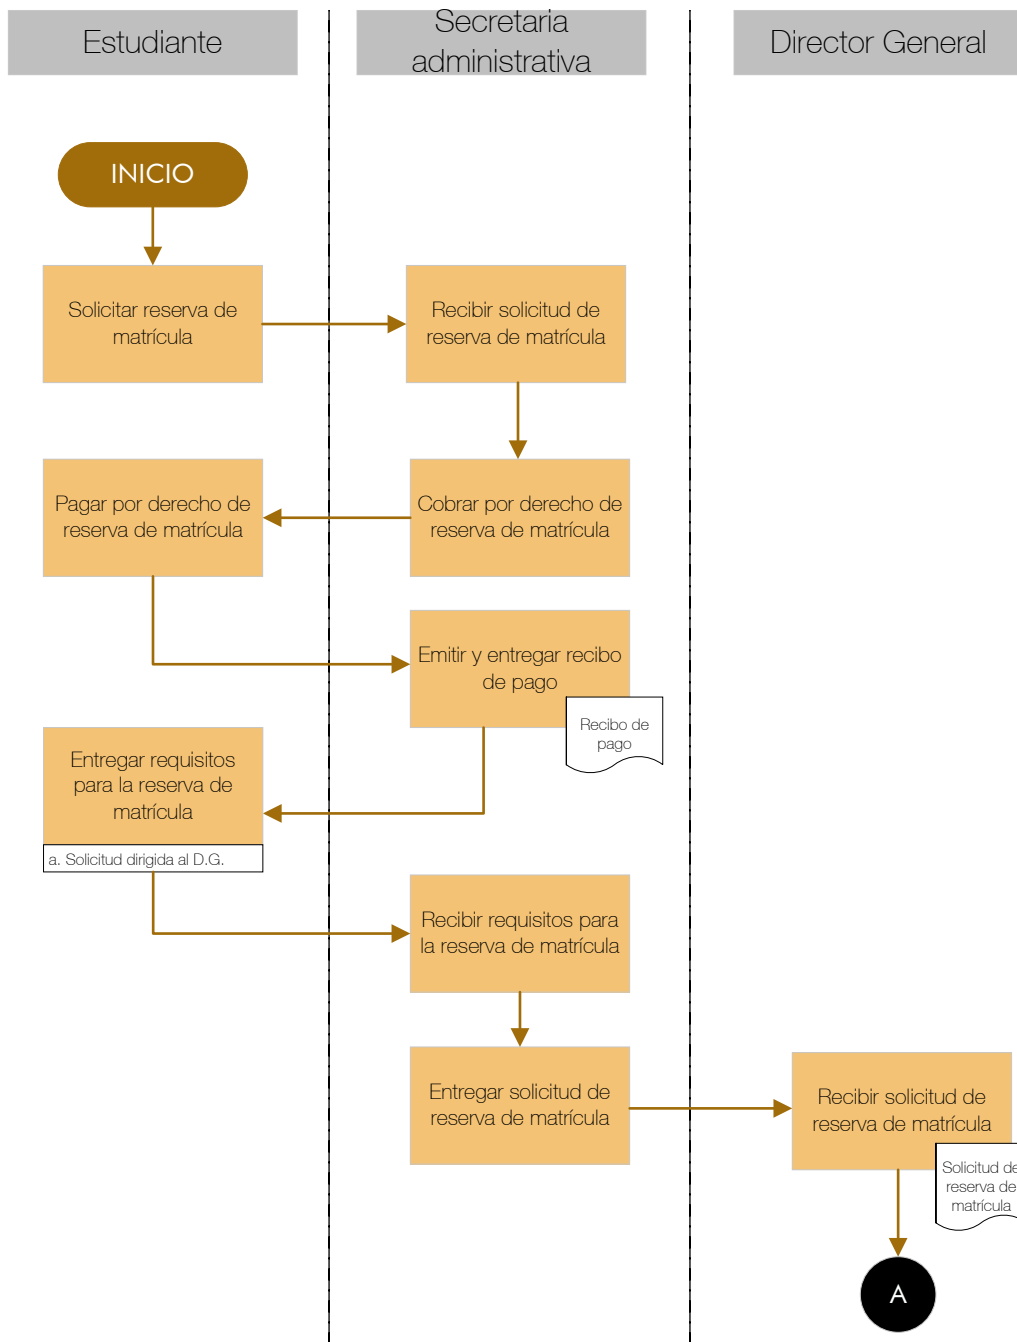 Estudiante
Secretaria
administrativa
Director General
INICIO
Solicitar reserva de
matrícula
Recibir solicitud de
reserva de matrícula
Pagar por derecho de
reserva de matrícula
Cobrar por derecho de
reserva de matrícula
Emitir y entregar recibo
de pago
Recibo de
pago
Entregar requisitos
para la reserva de
matrícula
a. Solicitud dirigida al D.G.
Recibir requisitos para
la reserva de matrícula
Entregar solicitud de
reserva de matrícula
Recibir solicitud de
reserva de matrícula
Solicitud de
reserva de
matrícula
A